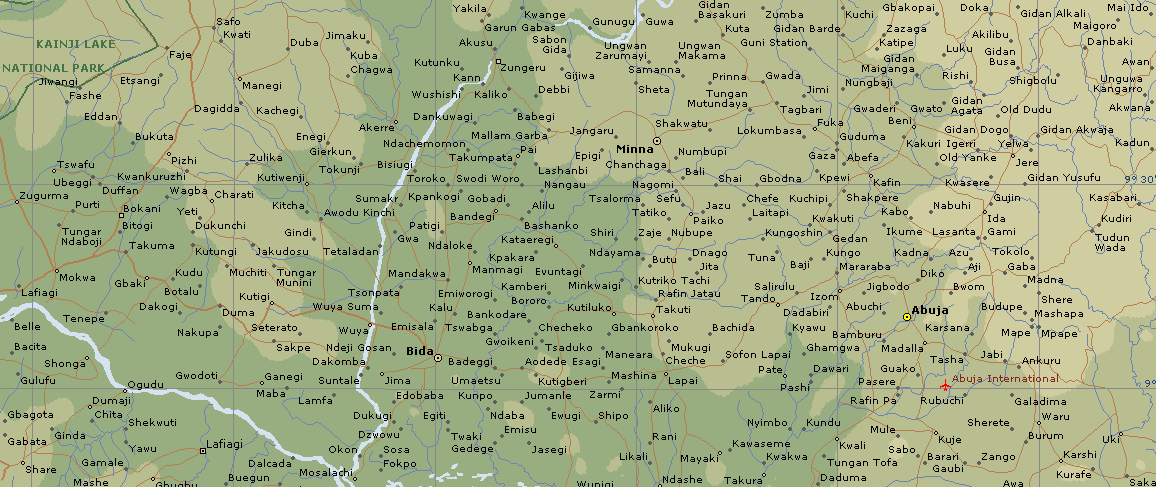 Yakila
Kwange
Gunugu
Guwa
Gidan
Basakuri
Zumba
Kuchi
Gbakopai
Doka
Gidan Alkali
Mai Ido
Safo
Kwati
Garun Gabas
Kuta
Gidan Barde
Zazaga
Katipe
Maigoro
Akilibu
KAINJI LAKE
Duba
Jimaku
Akusu
Sabon
Gida
Ungwan
Zarumayi
Ungwan
Makama
Guni Station
Luku
Gidan
Busa
Danbaki
Faje
Kuba
Chagwa
Kutunku
Zungeru
Samanna
Gidan
Maiganga
Awan
NATIONAL PARK
Jiwangi
Etsangi
Manegi
Kann
Gijiwa
Prinna
Gwada
Nungbaji
Rishi
Shigbolu
Unguwa
Kangarro
Fashe
Wushishi
Kaliko
Debbi
Sheta
Tungan
Mutundaya
Jimi
Gidan
Agata
Eddan
Dagidda
Kachegi
Dankuwagi
Babegi
Tagbari
Gwaderi
Gwato
Old Dudu
Akwana
Bukuta
Enegi
Akerre
Mallam Garba
Jangaru
Shakwatu
Lokumbasa
Fuka
Beni
Gidan Dogo
Gidan Akwaja
Ndachemomon
Minna
Guduma
Kakuri Igerri
Yelwa
Kadun
Tswafu
Pizhi
Zulika
Gierkun
Takumpata
Pai
Epigi
Chanchaga
Numbupi
Gaza
Abefa
Old Yanke
Jere
Ubeggi
Kwankuruzhi
Kutiwenji
Tokunji
Bisiugi
Toroko
Swodi Woro
Lashanbi
Nangau
Nagomi
Bali
Shai
Gbodna
Kpewi
Kafin
Kwasere
Gidan Yusufu
9° 30'
Zugurma
Duffan
Wagba
Charati
Sumakr
Kpankogi
Gobadi
Tsalorma
Sefu
Chefe
Kuchipi
Shakpere
Gujin
Kasabari
Purti
Bokani
Yeti
Kitcha
Awodu Kinchi
Bandegi
Alilu
Tatiko
Jazu
Laitapi
Kabo
Nabuhi
Ida
Kudiri
Tungar
Ndaboji
Bitogi
Dukunchi
Gindi
Patigi
Bashanko
Shiri
Zaje
Paiko
Nubupe
Kungoshin
Kwakuti
Ikume
Lasanta
Gami
Tudun
Wada
Takuma
Kutungi
Jakudosu
Tetaladan
Gwa
Ndaloke
Kataeregi
Ndayama
Butu
Dnago
Tuna
Gedan
Kungo
Kadna
Azu
Tokolo
Mokwa
Gbaki
Kudu
Muchiti
Tungar
Munini
Mandakwa
Kpakara
Manmagi
Evuntagi
Jita
Baji
Mararaba
Diko
Aji
Gaba
Lafiagi
Botalu
Kutigi
Tsonpata
Emiworogi
Kamberi
Minkwaigi
Kutriko Tachi
Rafin Jatau
Salirulu
Tando
Izom
Jigbodo
Bwom
Madna
Shere
Belle
Tenepe
Dakogi
Duma
Wuya Suma
Kalu
Bororo
Bankodare
Kutiluko
Takuti
Dadabiri
Abuchi
Abuja
Budupe
Mashapa
Nakupa
Seterato
Wuya
Emisala
Tswabga
Checheko
Gbankoroko
Bachida
Kyawu
Bamburu
Karsana
Mape
Mpape
Bacita
Sakpe
Ndeji Gosan
Bida
Gwoikeni
Tsaduko
Maneara
Mukugi
Cheche
Sofon Lapai
Ghamgwa
Madalla
Tasha
Jabi
Ankuru
Shonga
Dakomba
Badeggi
Aodede Esagi
Pate
Dawari
Guako
Gulufu
Ogudu
Gwodoti
Ganegi
Suntale
Jima
Umaetsu
Kutigberi
Mashina
Lapai
Pashi
Pasere
Abuja International
9°
Maba
Lamfa
Edobaba
Kunpo
Jumanle
Zarmi
Rafin Pa
Rubuchi
Galadima
Gbagota
Dumaji
Chita
Dukugi
Egiti
Ndaba
Ewugi
Shipo
Aliko
Nyimbo
Kundu
Waru
Ginda
Shekwuti
Dzwowu
Emisu
Mule
Sherete
Gabata
Yawu
Lafiagi
Okon
Sosa
Twaki
Gedege
Jasegi
Likali
Rani
Kawaseme
Kwali
Sabo
Kuje
Burum
Uki
Share
Gamale
Dalcada
Mosalachi
Fokpo
Mayaki
Kwakwa
Tungan Tofa
Barari
Gaubi
Zango
Karshi
Mashe
Gbugbu
Buegun
Wunigi
Ndashe
Takura
Daduma
Awa
Kurafe
Saka